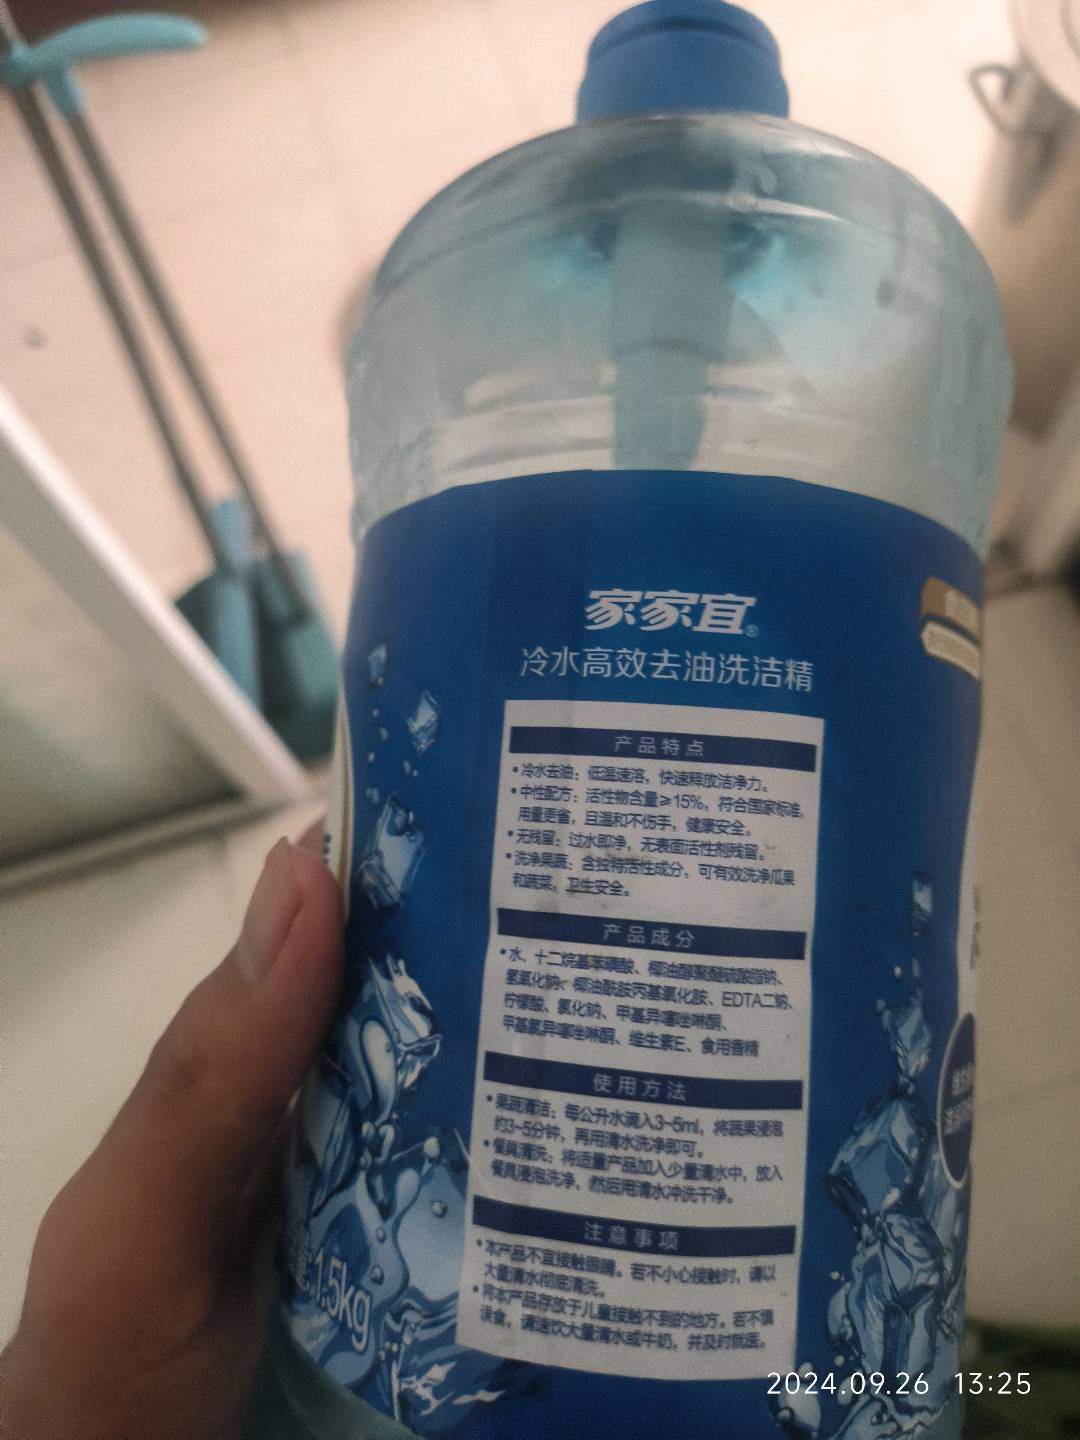 家家宜®
冷水高效去油洗洁精
产品特点
•冷水去油：低温速溶，快速释放洁净力。
•中性配方：活性物含量≥15%，符合国家标准，
用量更省，且温和不伤手，健康安全。
•无残留：过水即净，无表面活性剂残留。
•洗净果蔬：含独特活性成分，可有效洗净瓜果
和蔬菜，卫生安全。
产品成分
•水、十二烷基苯磺酸、椰油醇聚醚硫酸酯钠、
氢氧化钠、椰油酰胺丙基氧化胺、EDTA二钠、
柠檬酸、氯化钠、甲基异噻唑啉酮、
甲基氯异噻唑啉酮、维生素E、食用香精
使用方法
•果蔬清洁：每公升水滴入3~5ml，将蔬果浸泡
约3~5分钟，再用清水洗净即可。
•餐具清洗：将适量产品加入少量清水中，放入
餐具浸泡洗净，然后用清水冲洗干净。
注意事项
•本产品不宜接触眼睛。若不小心接触时，请以
大量清水彻底清洗。
•将本产品存放于儿童接触不到的地方。若不慎
误食，请速饮大量清水或牛奶，并及时就医。
1.5kg
2024.09.26 13:25